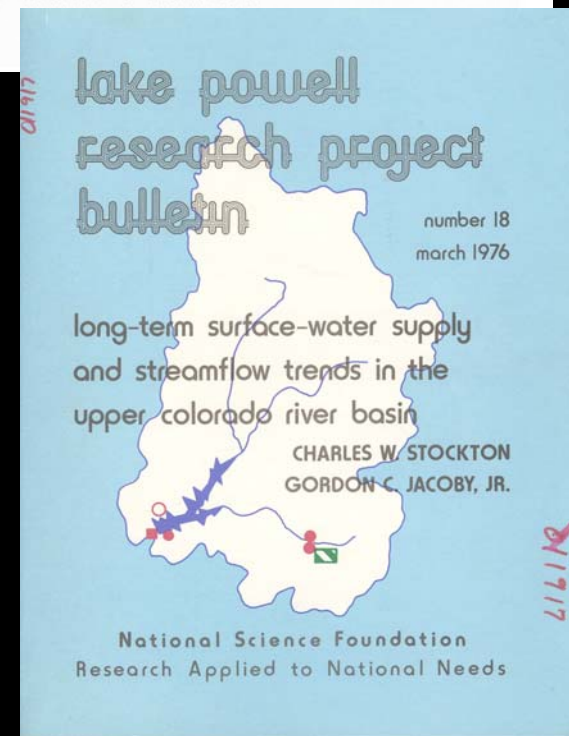 lake powell
research project
bulletin
number 18
march 1976
long-term surface-water supply
and streamflow trends in the
upper colorado river basin
CHARLES W. STOCKTON
GORDON C. JACOBY, JR.
National Science Foundation
Research Applied to National Needs